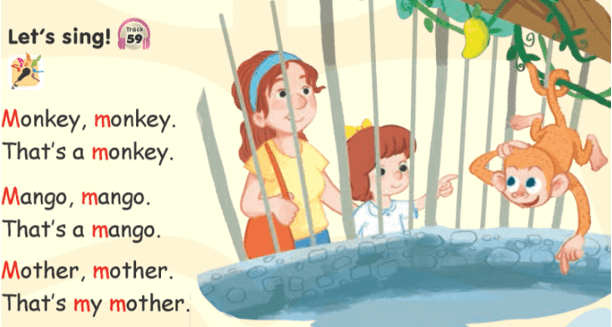 Let's sing!
Track
59
Monkey, monkey.
That's a monkey.
Mango, mango.
That's a mango.
Mother, mother.
That's my mother.